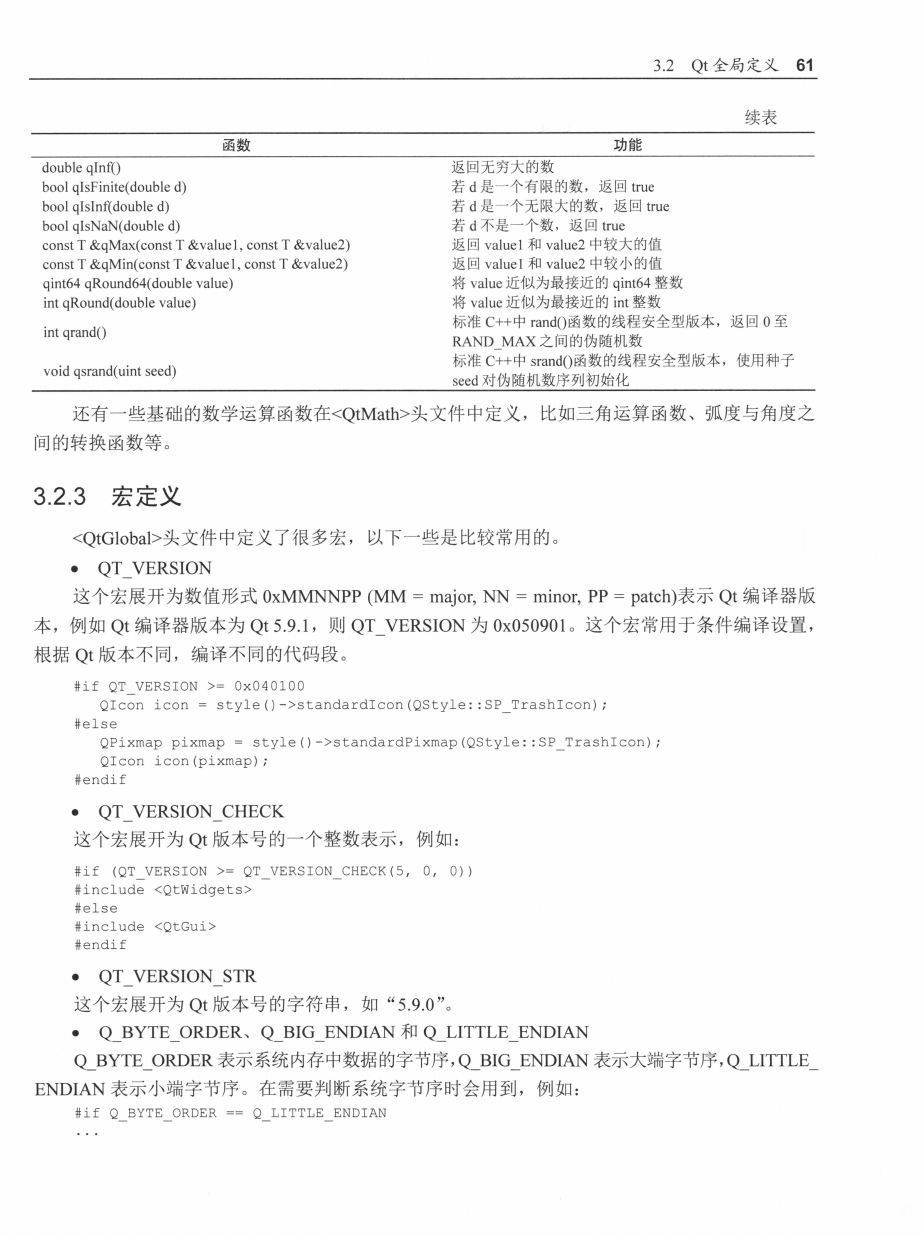 3.2 Qt 全局定义 61
续表
函数 功能
double qInf() 返回无穷大的数
bool qIsFinite(double d) 若 d 是一个有限的数，返回 true
bool qIsInf(double d) 若 d 是一个无限大的数，返回 true
bool qIsNaN(double d) 若 d 不是一个数，返回 true
const T &qMax(const T &value1, const T &value2) 返回 value1 和 value2 中较大的值
const T &qMin(const T &value1, const T &value2) 返回 value1 和 value2 中较小的值
qint64 qRound64(double value) 将 value 近似为最接近的 qint64 整数
int qRound(double value) 将 value 近似为最接近的 int 整数
int qrand() 标准 C++中 rand()函数的线程安全型版本，返回 0 至
RAND_MAX 之间的伪随机数
void qsrand(uint seed) 标准 C++中 srand()函数的线程安全型版本，使用种子
seed 对伪随机数序列初始化
还有一些基础的数学运算函数在<QtMath>头文件中定义，比如三角运算函数、弧度与角度之
间的转换函数等。
3.2.3 宏定义
<QtGlobal>头文件中定义了很多宏，以下一些是比较常用的。
• QT_VERSION
这个宏展开为数值形式 0xMMNNPP (MM = major, NN = minor, PP = patch)表示 Qt 编译器版
本，例如 Qt 编译器版本为 Qt 5.9.1，则 QT_VERSION 为 0x050901。这个宏常用于条件编译设置，
根据 Qt 版本不同，编译不同的代码段。
#if QT_VERSION >= 0x040100
QIcon icon = style()->standardIcon(QStyle::SP_TrashIcon);
#else
QPixmap pixmap = style()->standardPixmap(QStyle::SP_TrashIcon);
QIcon icon(pixmap);
#endif
• QT_VERSION_CHECK
这个宏展开为 Qt 版本号的一个整数表示，例如：
#if (QT_VERSION >= QT_VERSION_CHECK(5, 0, 0))
#include <QtWidgets>
#else
#include <QtGui>
#endif
• QT_VERSION_STR
这个宏展开为 Qt 版本号的字符串，如“5.9.0”。
• Q_BYTE_ORDER、Q_BIG_ENDIAN 和 Q_LITTLE_ENDIAN
Q_BYTE_ORDER 表示系统内存中数据的字节序，Q_BIG_ENDIAN 表示大端字节序，Q_LITTLE_
ENDIAN 表示小端字节序。在需要判断系统字节序时会用到，例如：
#if Q_BYTE_ORDER == Q_LITTLE_ENDIAN
...